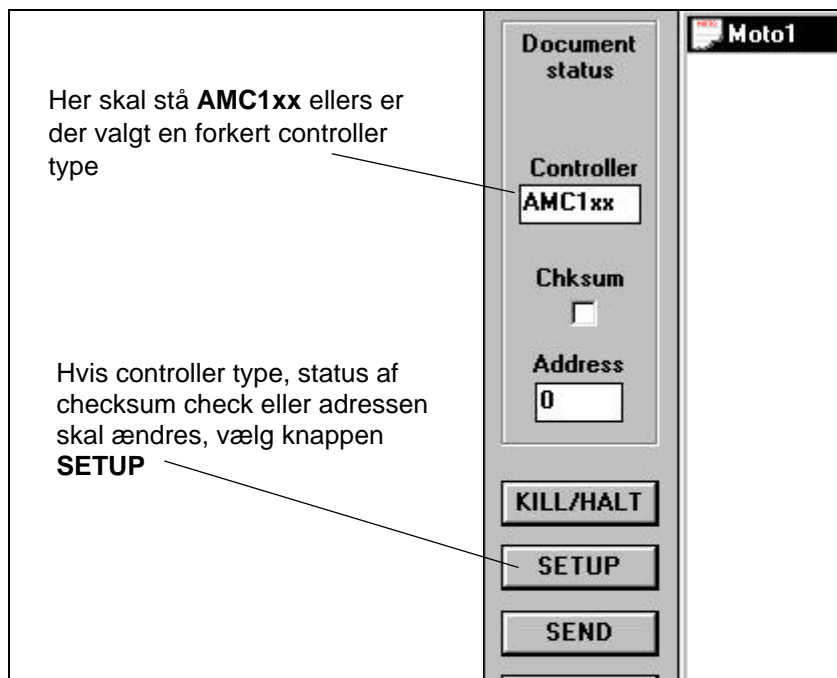 Her skal stå AMC1xx ellers er
der valgt en forkert controller
type
Hvis controller type, status af
checksum check eller adressen
skal ændres, vælg knappen
SETUP
Document
status
Controller
AMC1xx
Chksum
Address
0
KILL/HALT
SETUP
SEND
Moto1